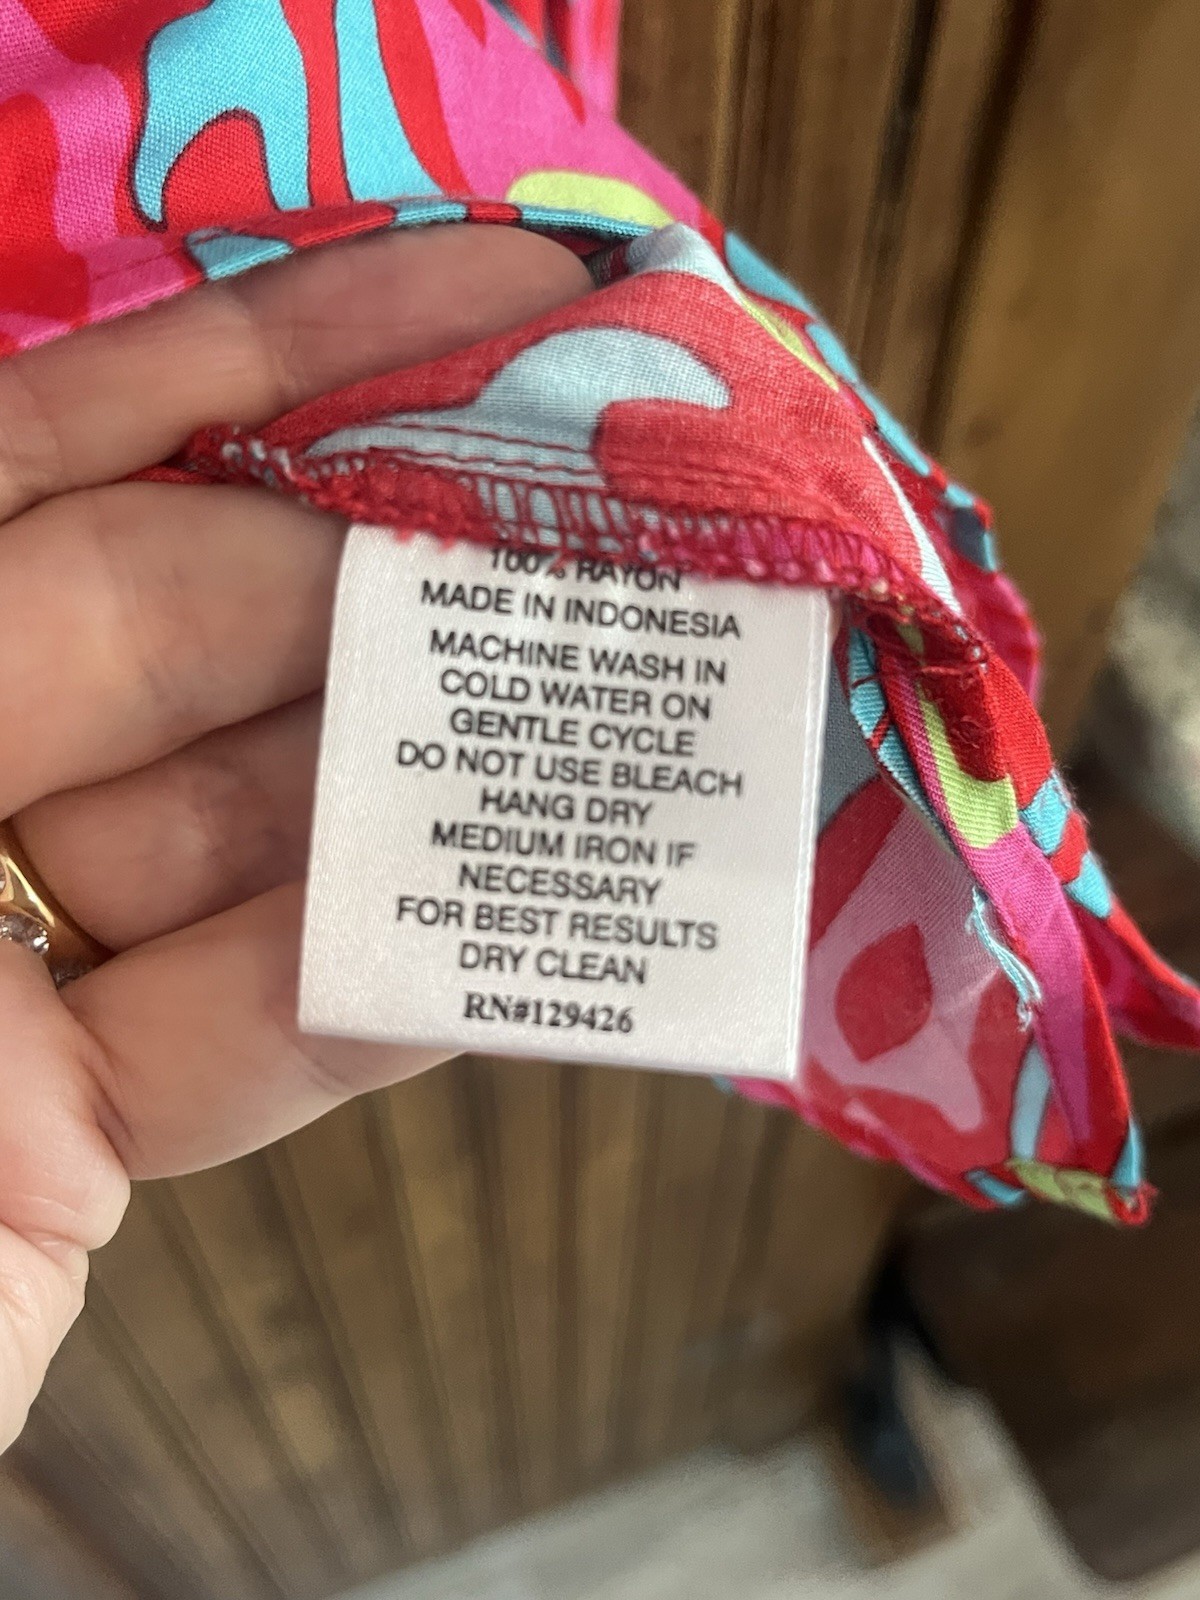 100% RAYON
MADE IN INDONESIA
MACHINE WASH IN
COLD WATER ON
GENTLE CYCLE
DO NOT USE BLEACH
HANG DRY
MEDIUM IRON IF
NECESSARY
FOR BEST RESULTS
DRY CLEAN
RN#129426